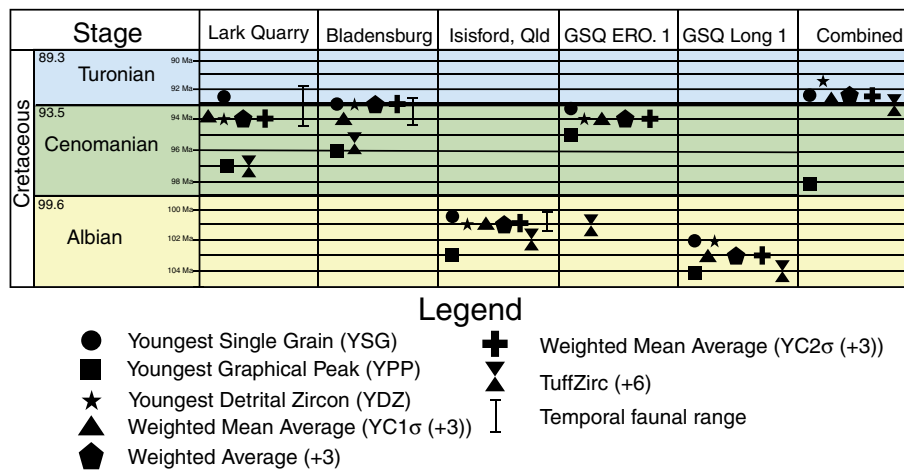 Stage
Lark Quarry
Bladensburg
Isisford, Qld
GSQ ERO. 1
GSQ Long 1
Combined
Cretaceous
89.3
Turonian
90 Ma
92 Ma
93.5
Cenomanian
94 Ma
96 Ma
98 Ma
99.6
Albian
100 Ma
102 Ma
104 Ma
Legend
Youngest Single Grain (YSG)
Youngest Graphical Peak (YPP)
Youngest Detrital Zircon (YDZ)
Weighted Mean Average (YC1σ (+3))
Weighted Average (+3)
Weighted Mean Average (YC2σ (+3))
TuffZirc (+6)
Temporal faunal range